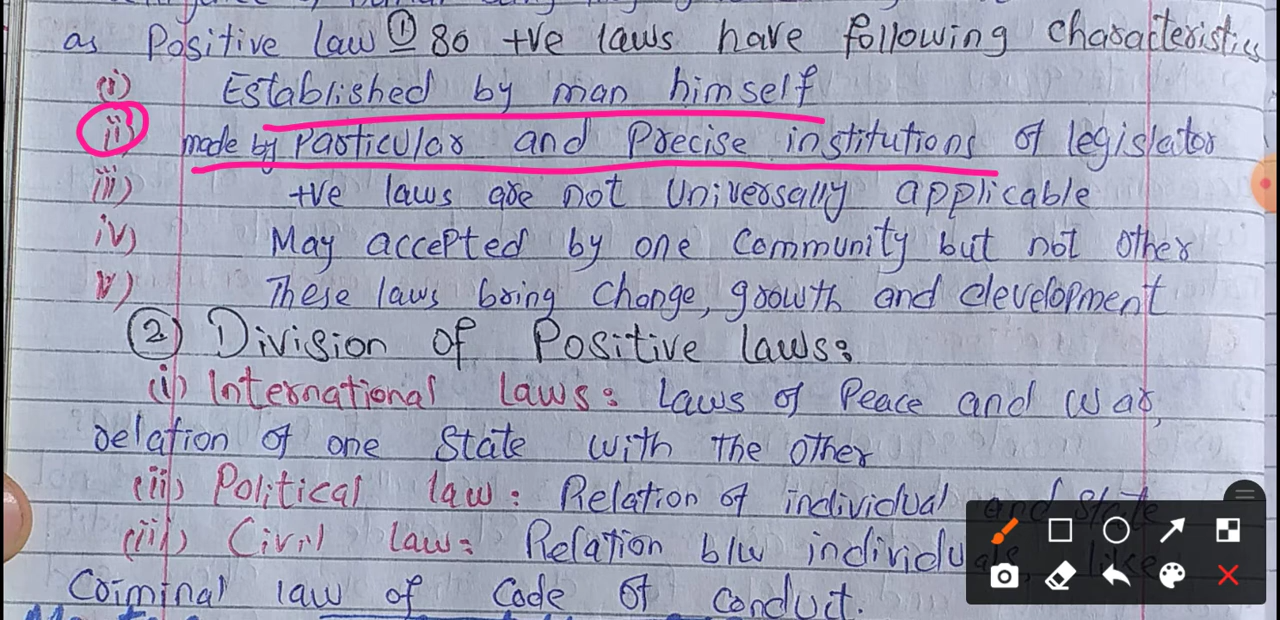 as Positive law ① So +ve laws have following characteristics
(i) Established by man himself
ii) made by Particular and Precise institutions of legislator
iii) +ve laws are not Universally applicable
iv) May accepted by one Community but not other
v) These laws bring change, growth and development
② Division of Positive laws:
(i) International laws: Laws of Peace and war,
relation of one State with the other
(ii) Political law: Relation of individual and State
(iii) Civil law: Relation b/w individuals, like
Criminal law of Code of conduct.